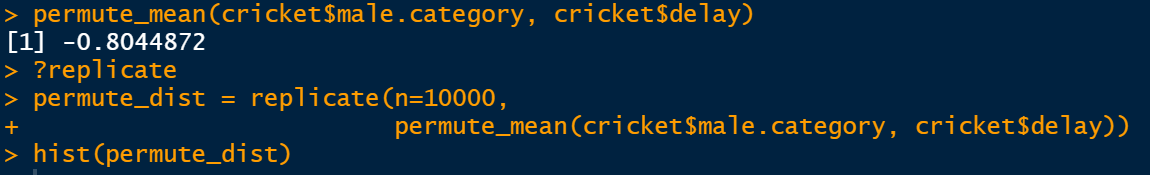 > permute_mean(cricket$male.category, cricket$delay)
[1] -0.8044872
> ?replicate
> permute_dist = replicate(n=10000,
+                        permute_mean(cricket$male.category, cricket$delay))
> hist(permute_dist)